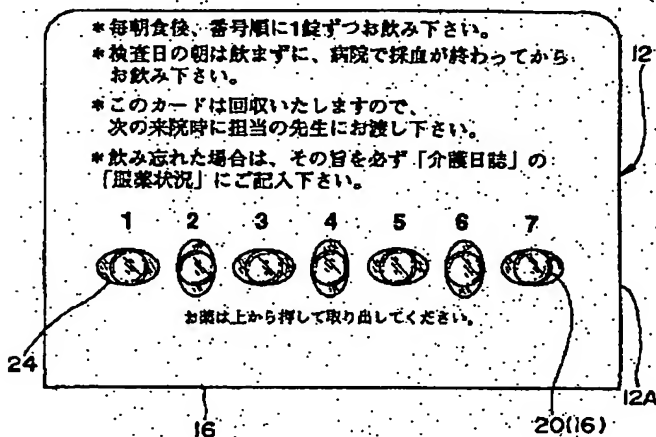 *毎朝食後、番号順に1錠ずつお飲み下さい。
*検査日の朝は飲まずに、病院で採血が終わってから
お飲み下さい。
*このカードは回収いたしますので、
次の来院時に担当の先生にお渡し下さい。
*飲み忘れた場合は、その旨を必ず「介護日誌」の
「服薬状況」にご記入下さい。
1 2 3 4 5 6 7
お薬は上から押して取り出してください。
12
24
12A
16
20(16)